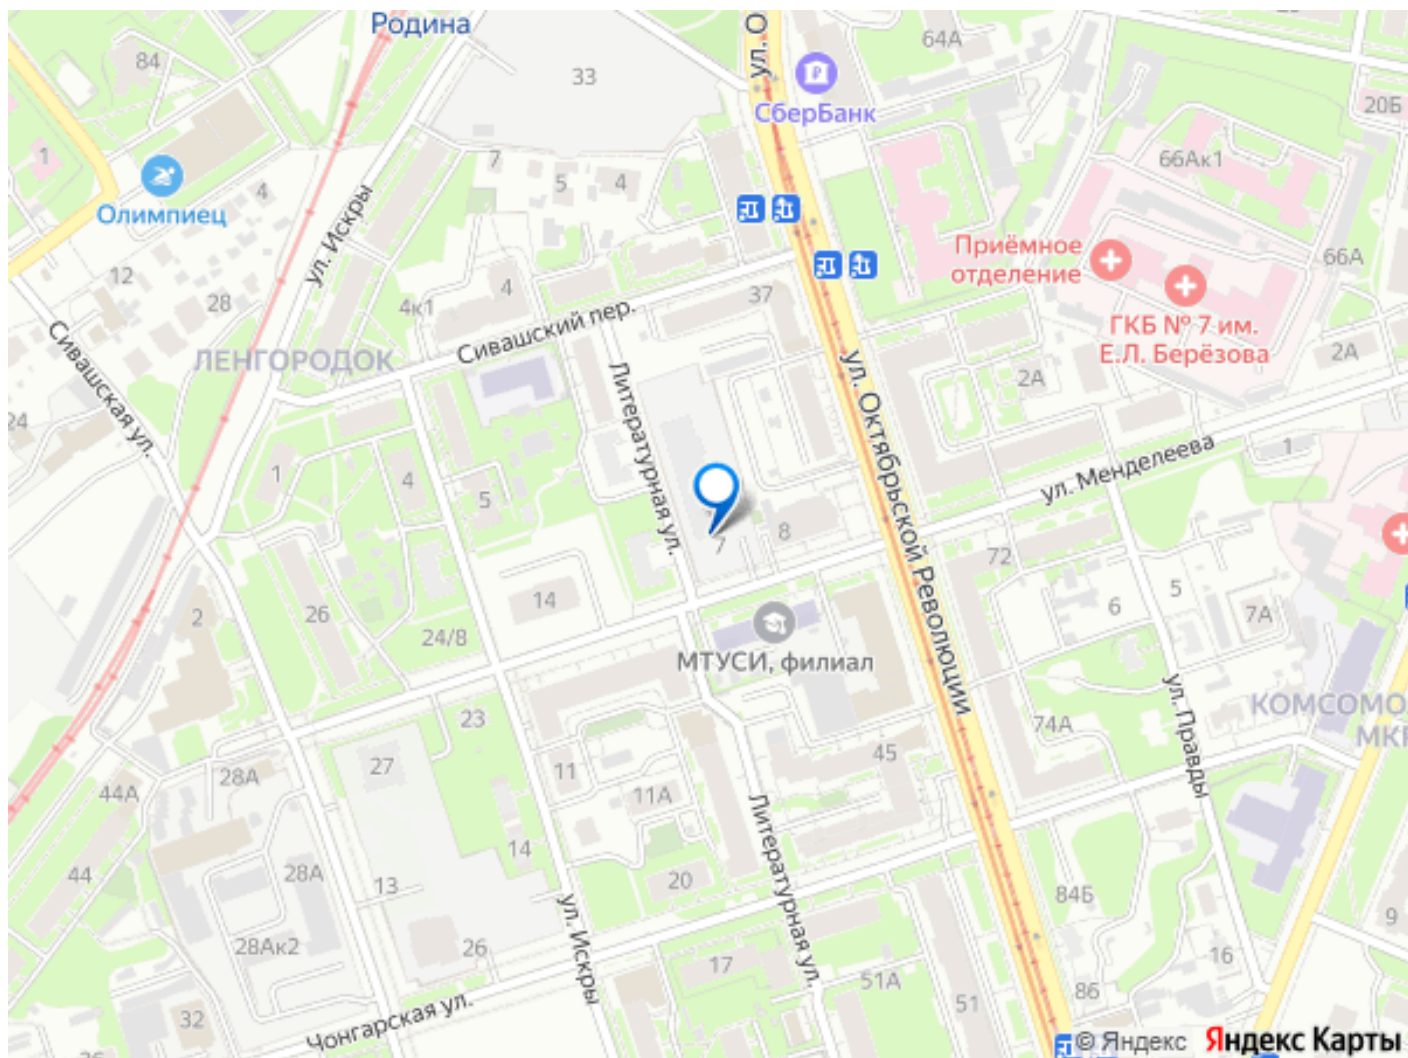 Родина
ул. О
84
33
64А
СберБанк
20Б
1
7
5
4
66Ак1
4
Олимпиец
ул. Искры
Приёмное
отделение
66А
12
28
4к1
4
37
Сивашский пер.
ГКБ № 7 им.
Е.Л. Берёзова
2А
2А
ЛЕНГОРОДОК
Сивашская ул.
24
Литературная ул.
ул. Октябрьской Революции
ул. Менделеева
1
1
4
5
7
8
72
5
6
7А
14
26
2
24/8
МТУСИ, филиал
ул. Правды
КОМСОМО
МКР
23
74А
27
28А
44А
11
11А
45
Литературная ул.
14
28А
44
13
20
84Б
ул. Искры
9
28Ак2
26
17
51А
16
51
86
32
Чонгарская ул.
© Яндекс Яндекс Карты